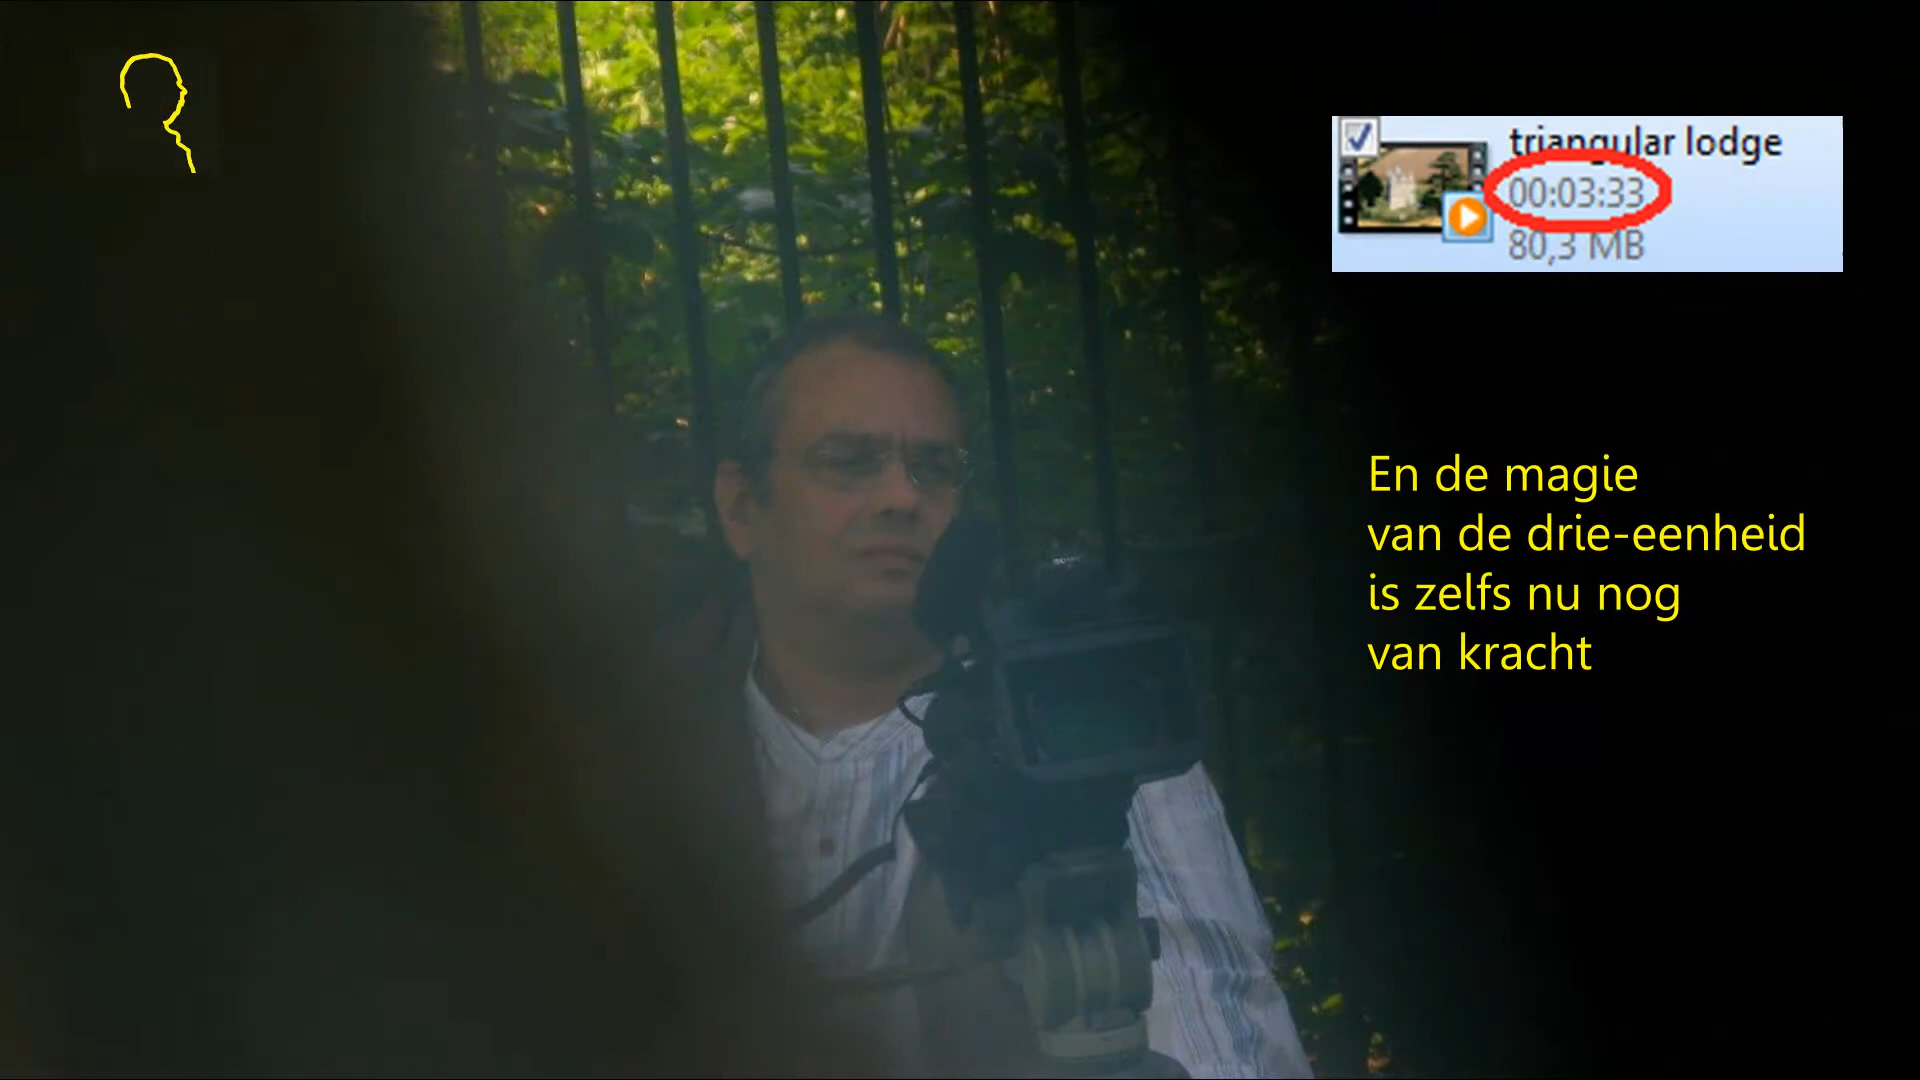 triangular lodge
00:03:33
80,3 MB
En de magie
van de drie-eenheid
is zelfs nu nog
van kracht